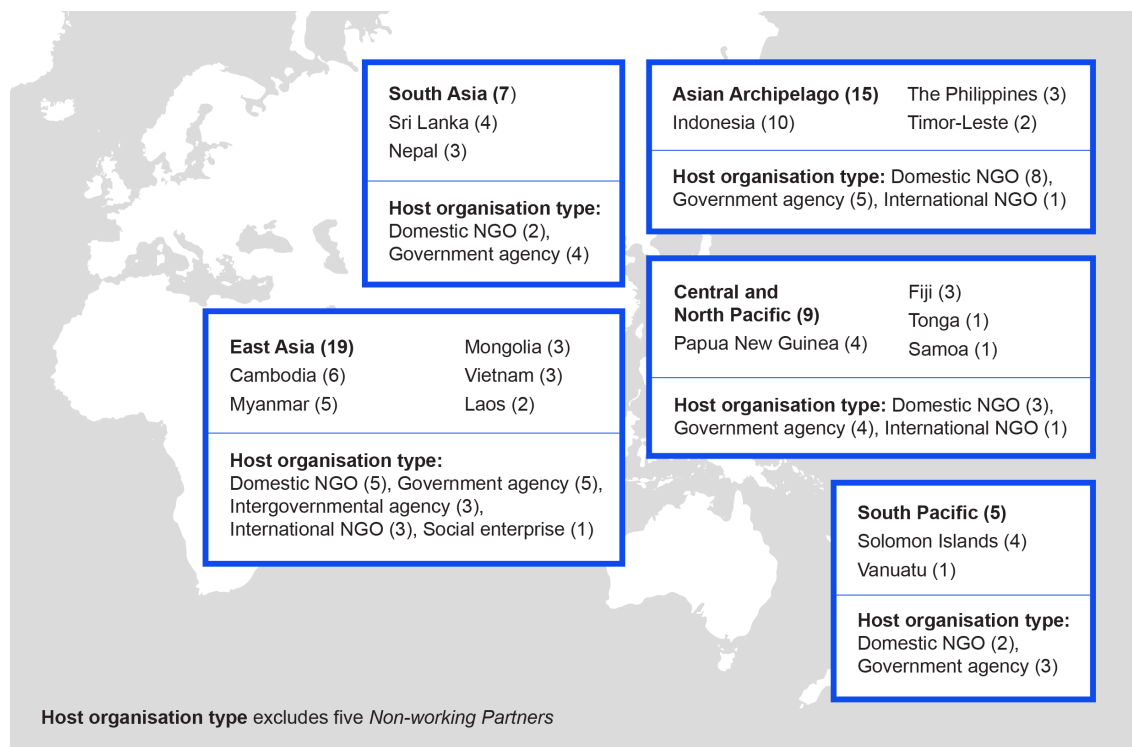 South Asia (7)
Sri Lanka (4)
Nepal (3)
Host organisation type:
Domestic NGO (2),
Government agency (4)
Asian Archipelago (15)
Indonesia (10)
The Philippines (3)
Timor-Leste (2)
Host organisation type: Domestic NGO (8),
Government agency (5), International NGO (1)
East Asia (19)
Cambodia (6)
Myanmar (5)
Mongolia (3)
Vietnam (3)
Laos (2)
Host organisation type:
Domestic NGO (5), Government agency (5),
Intergovernmental agency (3),
International NGO (3), Social enterprise (1)
Central and
North Pacific (9)
Papua New Guinea (4)
Fiji (3)
Tonga (1)
Samoa (1)
Host organisation type: Domestic NGO (3),
Government agency (4), International NGO (1)
South Pacific (5)
Solomon Islands (4)
Vanuatu (1)
Host organisation type:
Domestic NGO (2),
Government agency (3)
Host organisation type excludes five Non-working Partners